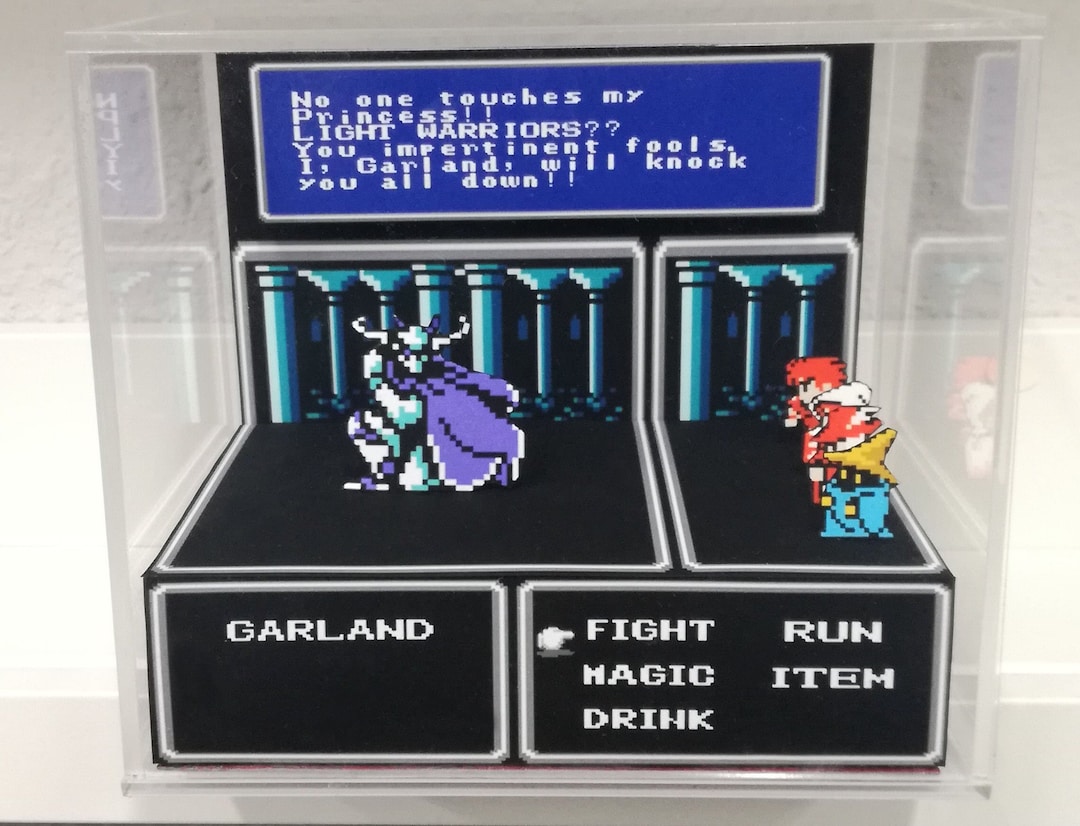 No one touches my
Princess!!
LIGHT WARRIORS??
You impertinent fools.
I, Garland, will knock
you all down!!
GARLAND
FIGHT RUN
MAGIC ITEM
DRINK